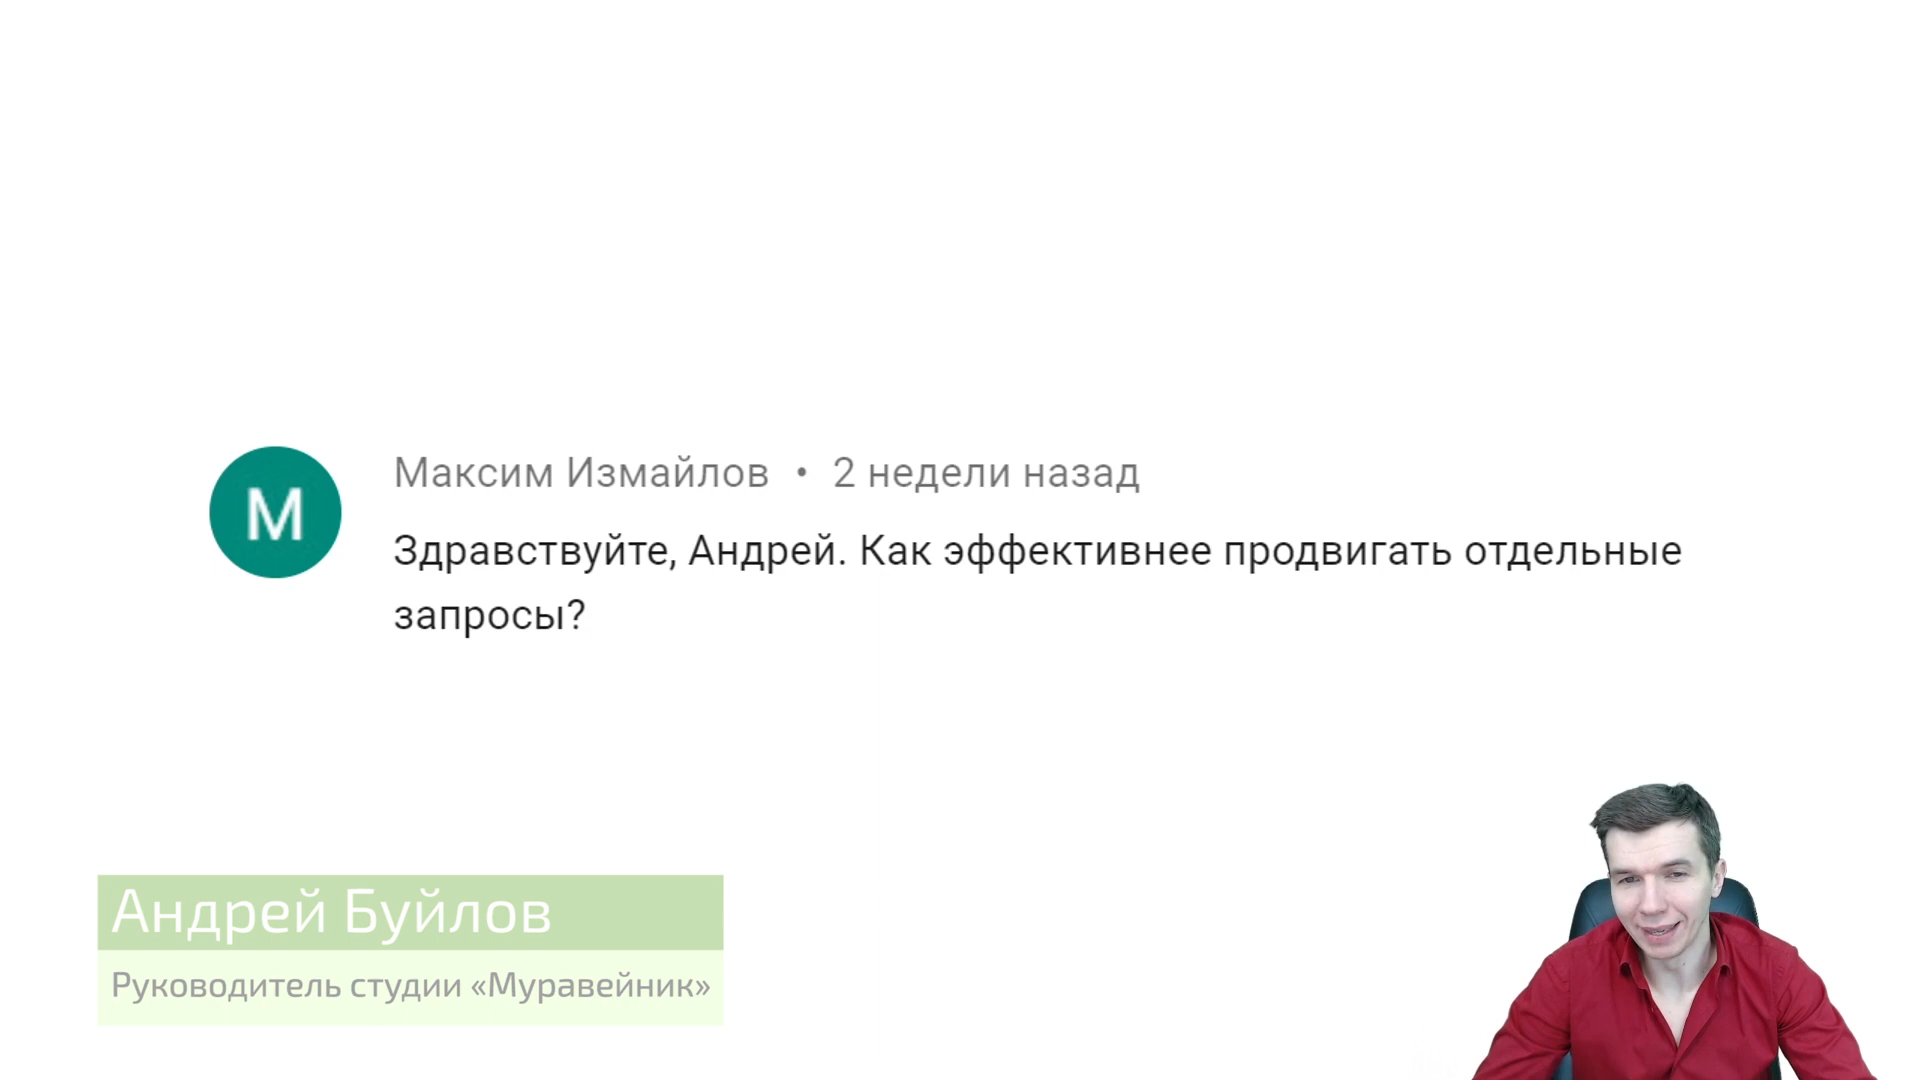 М
Максим Измайлов • 2 недели назад
Здравствуйте, Андрей. Как эффективнее продвигать отдельные
запросы?
Андрей Буйлов
Руководитель студии «Муравейник»